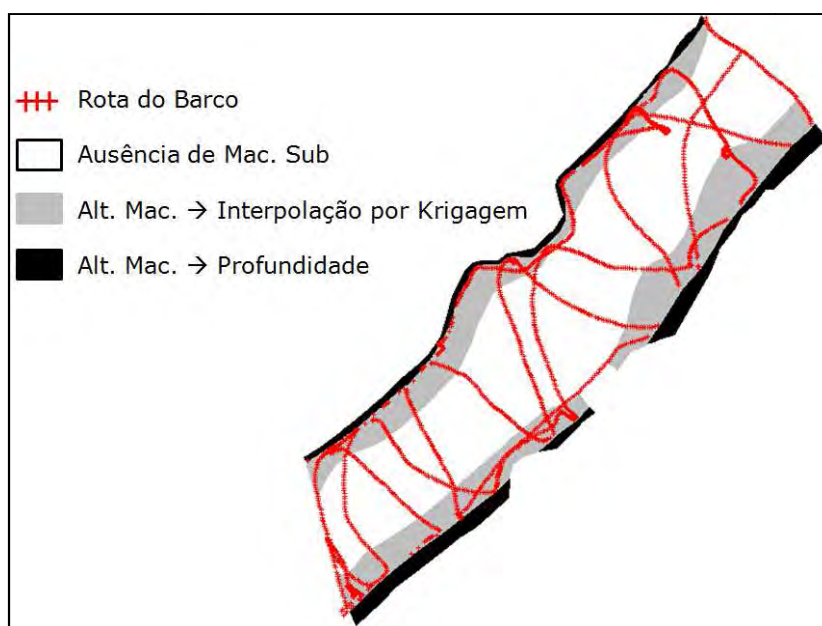 Rota do Barco
Ausência de Mac. Sub
Alt. Mac. → Interpolação por Krigagem
Alt. Mac. → Profundidade